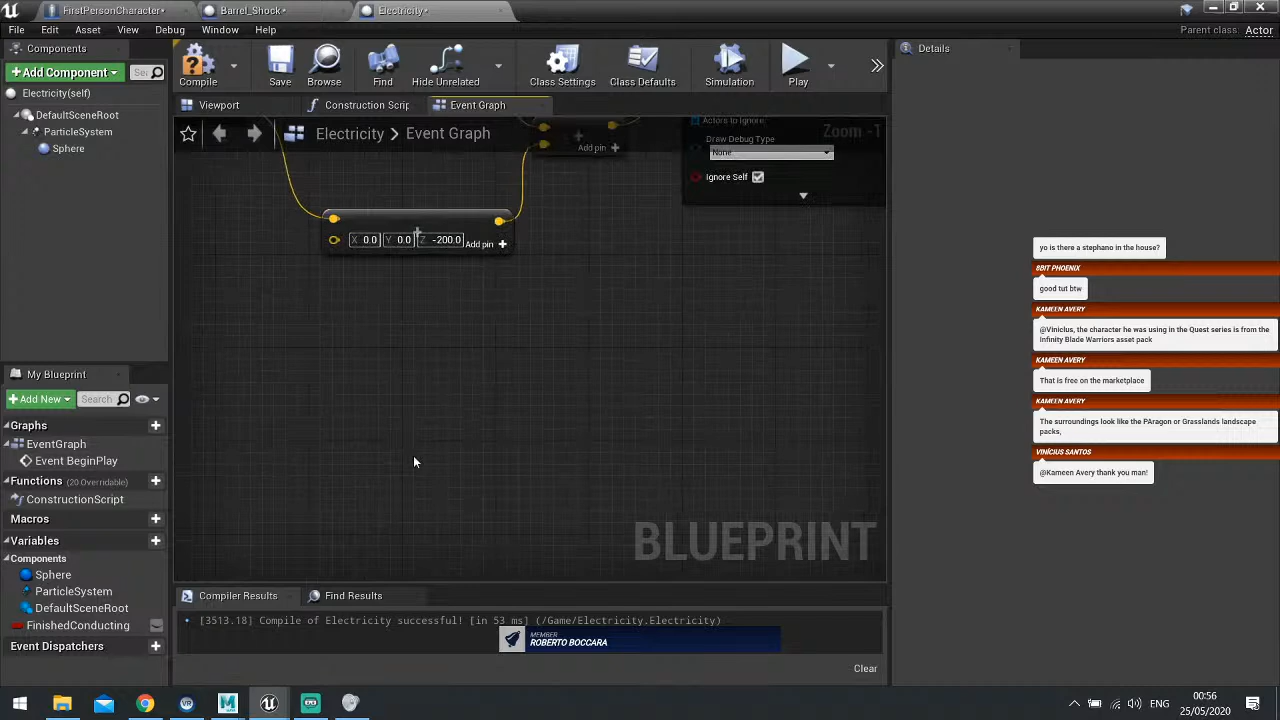 FirstPersonCharacter*
Barrel_Shock*
Electricity*
File Edit Asset View Debug Window Help
Parent class: Actor
Components
+Add Component
Sear
Electricity(self)
DefaultSceneRoot
ParticleSystem
Sphere
Compile
Save
Browse
Find
Hide Unrelated
Class Settings
Class Defaults
Simulation
Play
Details
Viewport
Construction Scrip
Event Graph
Electricity > Event Graph
Zoom -1
Actors to Ignore
Draw Debug Type
None
Ignore Self
Add pin +
X 0.0 Y 0.0 Z -200.0
Add pin +
BLUEPRINT
My Blueprint
+Add New
Search
Graphs
EventGraph
Event BeginPlay
Functions (20 Overridable)
ConstructionScript
Macros
Variables
Components
Sphere
ParticleSystem
DefaultSceneRoot
FinishedConducting
Event Dispatchers
Compiler Results
Find Results
[3513.18] Compile of Electricity successful! [in 53 ms] (/Game/Electricity.Electricity)
MEMBER
ROBERTO BOCCARA
Clear
yo is there a stephano in the house?
8BIT PHOENIX
good tut btw
KAMEEN AVERY
@Vinicius, the character he was using in the Quest series is from the
Infinity Blade Warriors asset pack
KAMEEN AVERY
That is free on the marketplace
KAMEEN AVERY
The surroundings look like the PAragon or Grasslands landscape
packs,
VINÍCIUS SANTOS
@Kameen Avery thank you man!
ENG
00:56
25/05/2020